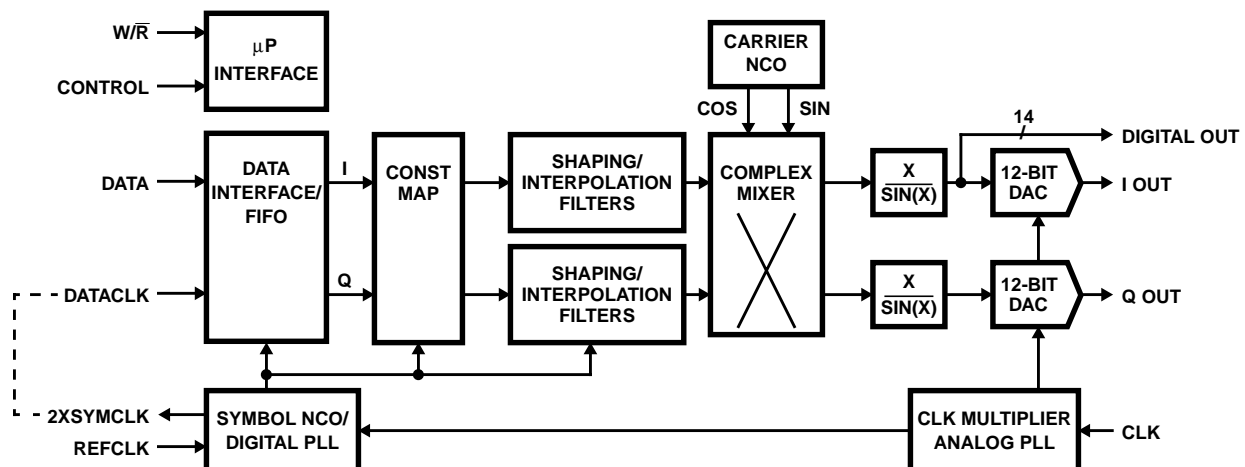 W/R̅
CONTROL
μP
INTERFACE
CARRIER
NCO
COS
SIN
DATA
DATACLK
DATA
INTERFACE/
FIFO
I
Q
CONST
MAP
SHAPING/
INTERPOLATION
FILTERS
SHAPING/
INTERPOLATION
FILTERS
COMPLEX
MIXER
X
SIN(X)
X
SIN(X)
14
DIGITAL OUT
12-BIT
DAC
I OUT
12-BIT
DAC
Q OUT
2XSYMCLK
REFCLK
SYMBOL NCO/
DIGITAL PLL
CLK MULTIPLIER
ANALOG PLL
CLK